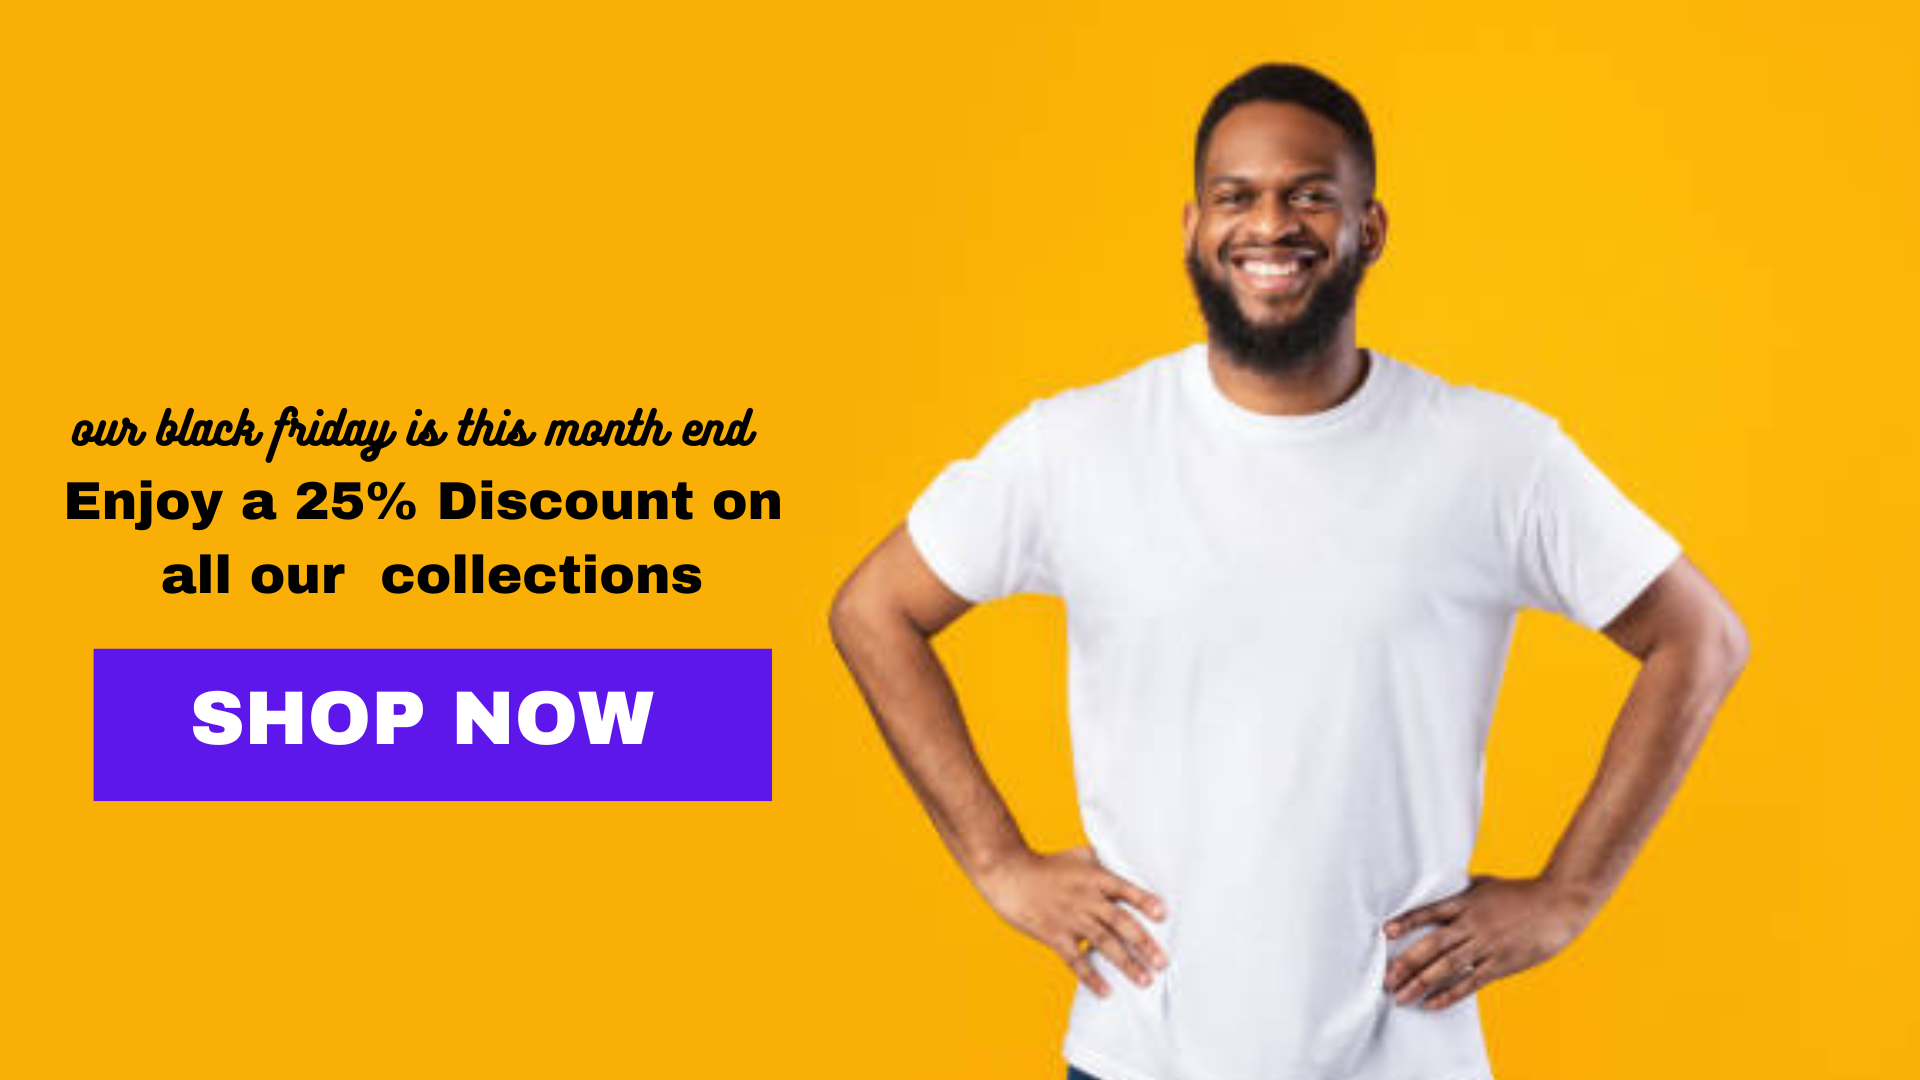 our black friday is this month end
Enjoy a 25% Discount on
all our  collections
SHOP NOW